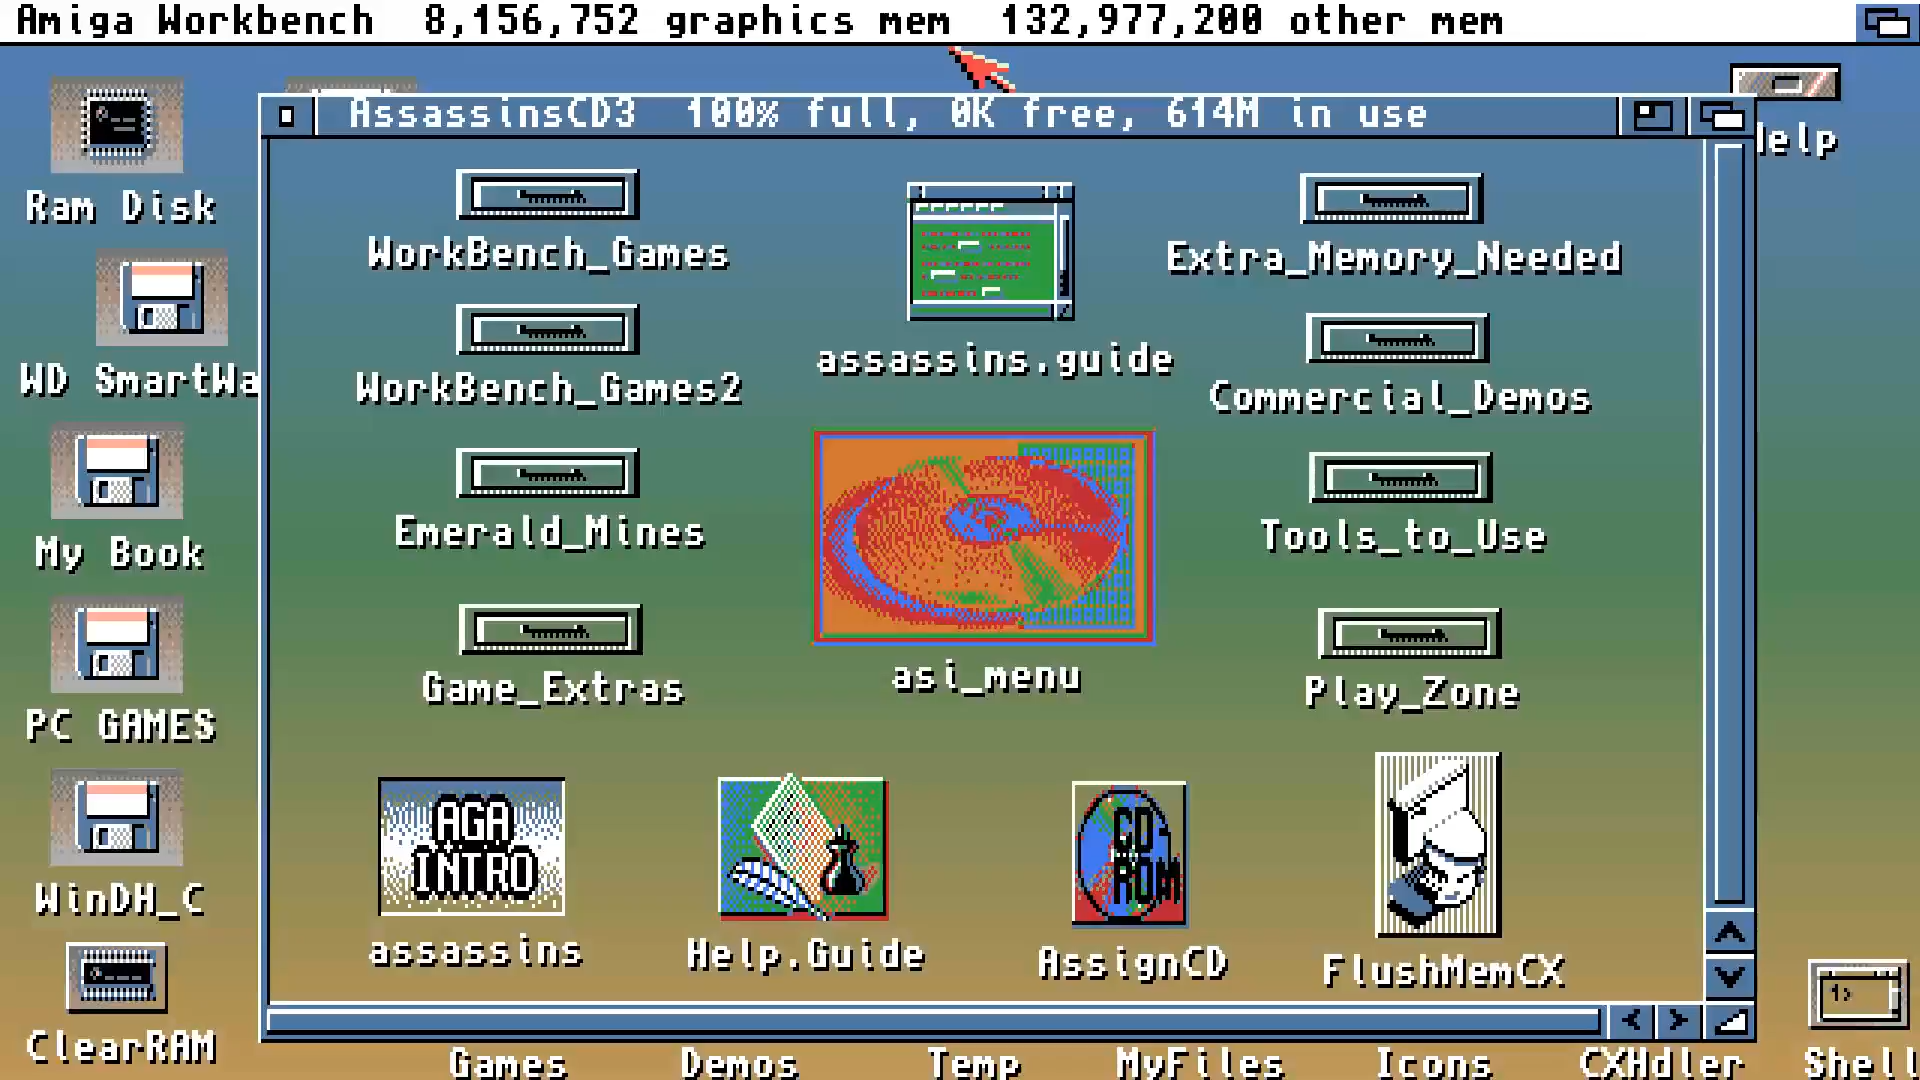 Amiga Workbench  8,156,752 graphics mem  132,977,200 other mem
AssassinsCD3  100% full, 0K free, 614M in use
Help
Ram Disk
WorkBench_Games
Extra_Memory_Needed
assassins.guide
WD SmartWa
WorkBench_Games2
Commercial_Demos
My Book
Emerald_Mines
Tools_to_Use
PC GAMES
Game_Extras
asi_menu
Play_Zone
AGA
INTRO
CD-
ROM
WinDH_C
assassins
Help.Guide
AssignCD
FlushMemCX
1>
ClearRAM
Games
Demos
Temp
MyFiles
Icons
CXHdler
Shell